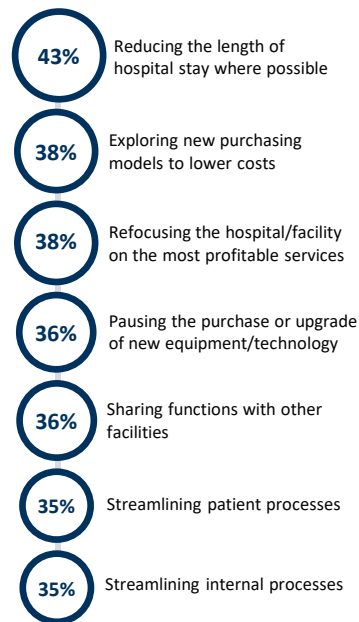 43%
Reducing the length of
hospital stay where possible
38%
Exploring new purchasing
models to lower costs
38%
Refocusing the hospital/facility
on the most profitable services
36%
Pausing the purchase or upgrade
of new equipment/technology
36%
Sharing functions with other
facilities
35%
Streamlining patient processes
35%
Streamlining internal processes